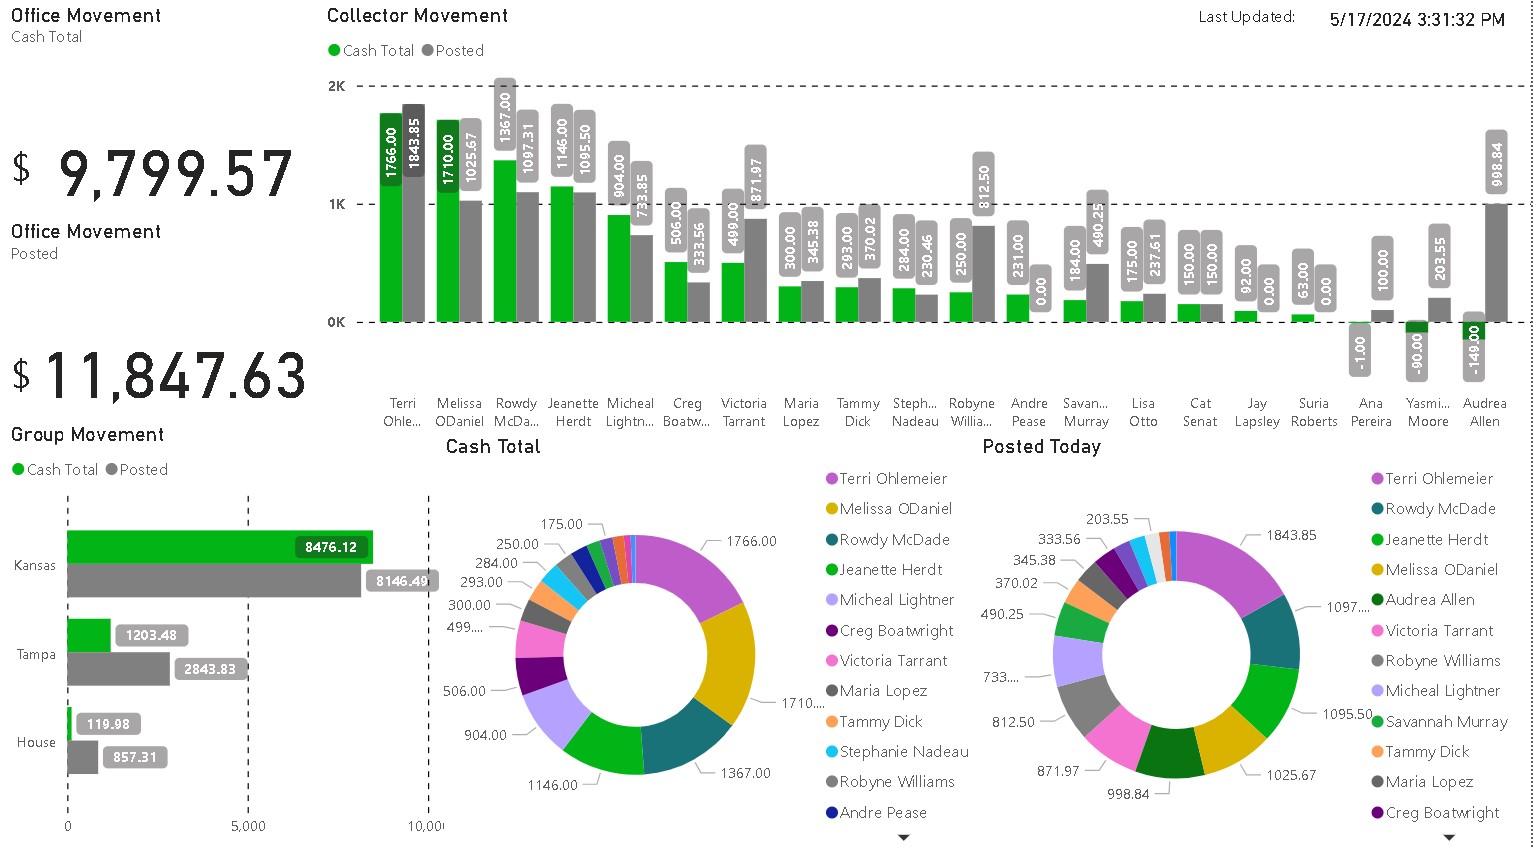 Office Movement
Cash Total
$ 9,799.57
Office Movement
Posted
$ 11,847.63
Collector Movement
Cash Total Posted
Last Updated: 5/17/2024 3:31:32 PM
2K
1K
0K
1766.00 1843.85
1710.00 1025.67
1367.00 1097.31
1146.00 1095.50
904.00 733.85
506.00 333.56
499.00 871.97
300.00 345.38
293.00 370.02
284.00 230.46
250.00 812.50
231.00 0.00
184.00 490.25
175.00 237.61
150.00 150.00
92.00 0.00
63.00 0.00
-1.00 100.00
-90.00 203.55
-149.00 998.84
Terri Ohle...
Melissa ODaniel
Rowdy McDa...
Jeanette Herdt
Micheal Lightn...
Creg Boatw...
Victoria Tarrant
Maria Lopez
Tammy Dick
Steph... Nadeau
Robyne Willia...
Andre Pease
Savan... Murray
Lisa Otto
Cat Senat
Jay Lapsley
Suria Roberts
Ana Pereira
Yasmi... Moore
Audrea Allen
Group Movement
Cash Total Posted
Kansas
8476.12
8146.49
Tampa
1203.48
2843.83
House
119.98
857.31
0 5,000 10,00
Cash Total
1766.00
1710....
1367.00
1146.00
904.00
506.00
499....
300.00
293.00
284.00
250.00
175.00
Terri Ohlemeier
Melissa ODaniel
Rowdy McDade
Jeanette Herdt
Micheal Lightner
Creg Boatwright
Victoria Tarrant
Maria Lopez
Tammy Dick
Stephanie Nadeau
Robyne Williams
Andre Pease
Posted Today
1843.85
1097....
1095.50
1025.67
998.84
871.97
812.50
733....
490.25
370.02
345.38
333.56
203.55
Terri Ohlemeier
Rowdy McDade
Jeanette Herdt
Melissa ODaniel
Audrea Allen
Victoria Tarrant
Robyne Williams
Micheal Lightner
Savannah Murray
Tammy Dick
Maria Lopez
Creg Boatwright